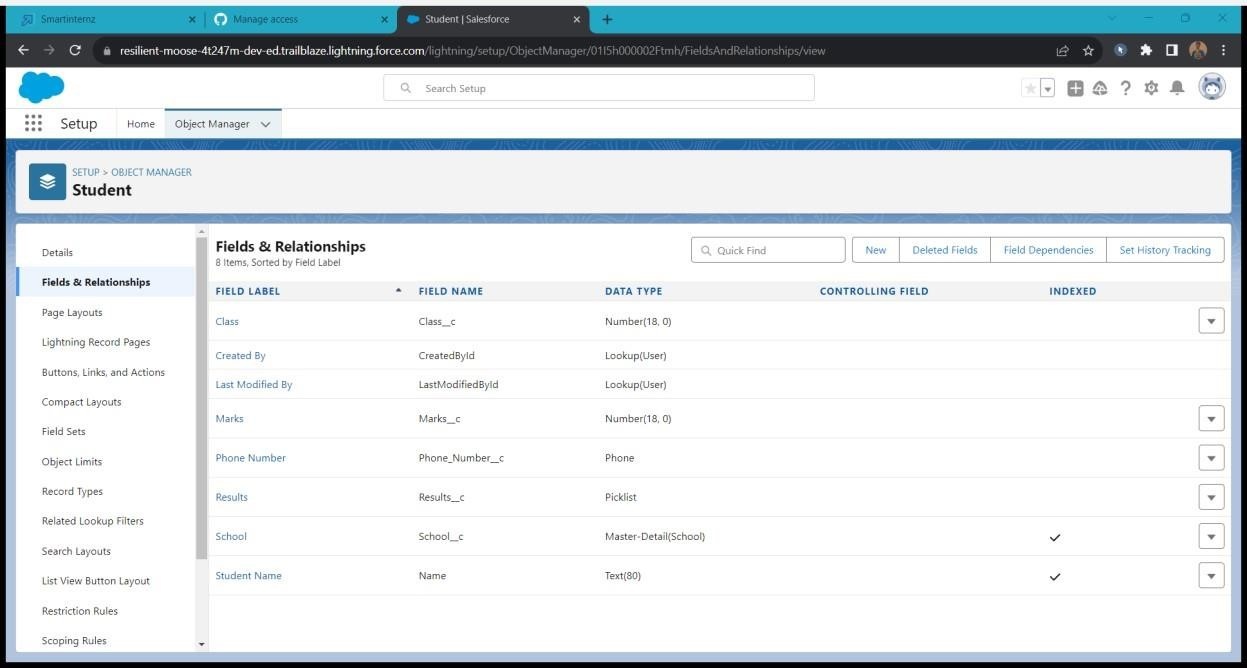 Smartinternz
Manage access
Student | Salesforce
resilient-moose-4t247m-dev-ed.trailblaze.lightning.force.com/lightning/setup/ObjectManager/01I5h000002Ftmh/FieldsAndRelationships/view
Search Setup
Setup Home Object Manager
SETUP > OBJECT MANAGER
Student
Details
Fields & Relationships
Page Layouts
Lightning Record Pages
Buttons, Links, and Actions
Compact Layouts
Field Sets
Object Limits
Record Types
Related Lookup Filters
Search Layouts
List View Button Layout
Restriction Rules
Scoping Rules
Fields & Relationships
8 Items, Sorted by Field Label
Quick Find
New Deleted Fields Field Dependencies Set History Tracking
FIELD LABEL FIELD NAME DATA TYPE CONTROLLING FIELD INDEXED
Class Class__c Number(18, 0)
Created By CreatedById Lookup(User)
Last Modified By LastModifiedById Lookup(User)
Marks Marks__c Number(18, 0)
Phone Number Phone_Number__c Phone
Results Results__c Picklist
School School__c Master-Detail(School)
Student Name Name Text(80)